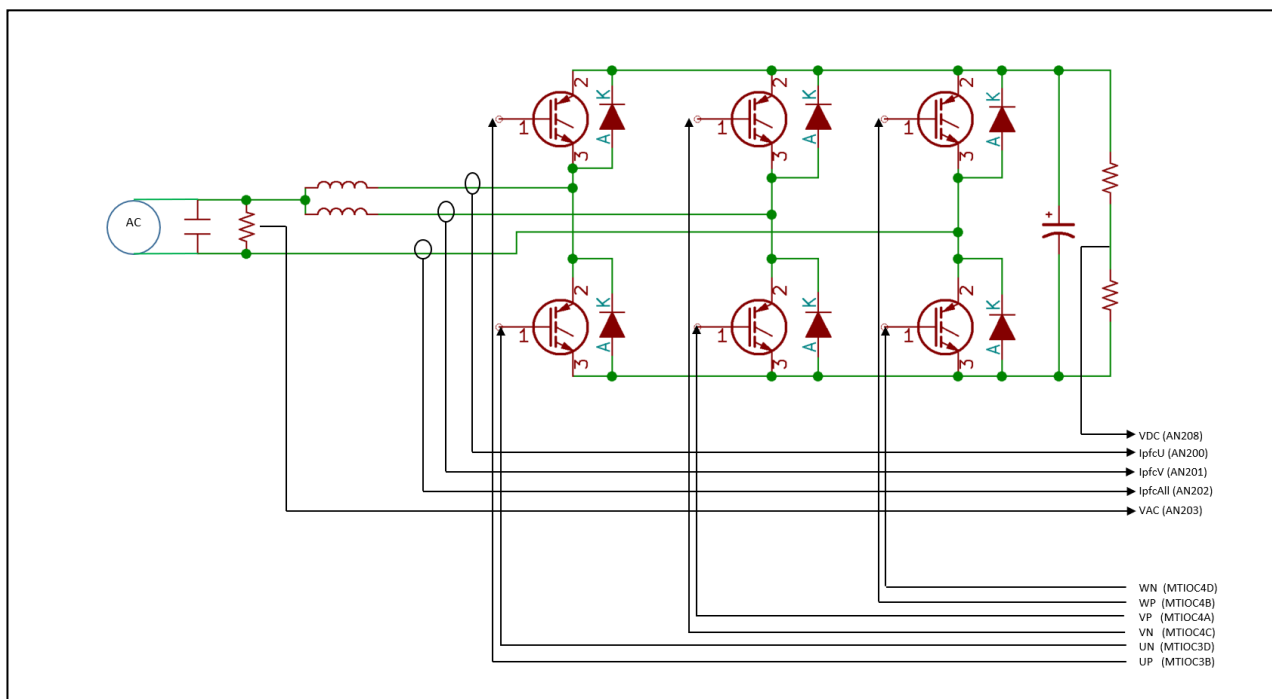 2 K 2 K 2 K
1 1 1
A A A
3 3 3
AC
+
2 K 2 K 2 K
1 1 1
A A A
3 3 3
VDC (AN208)
IpfcU (AN200)
IpfcV (AN201)
IpfcAll (AN202)
VAC (AN203)
WN (MTIOC4D)
WP (MTIOC4B)
VP (MTIOC4A)
VN (MTIOC4C)
UN (MTIOC3D)
UP (MTIOC3B)